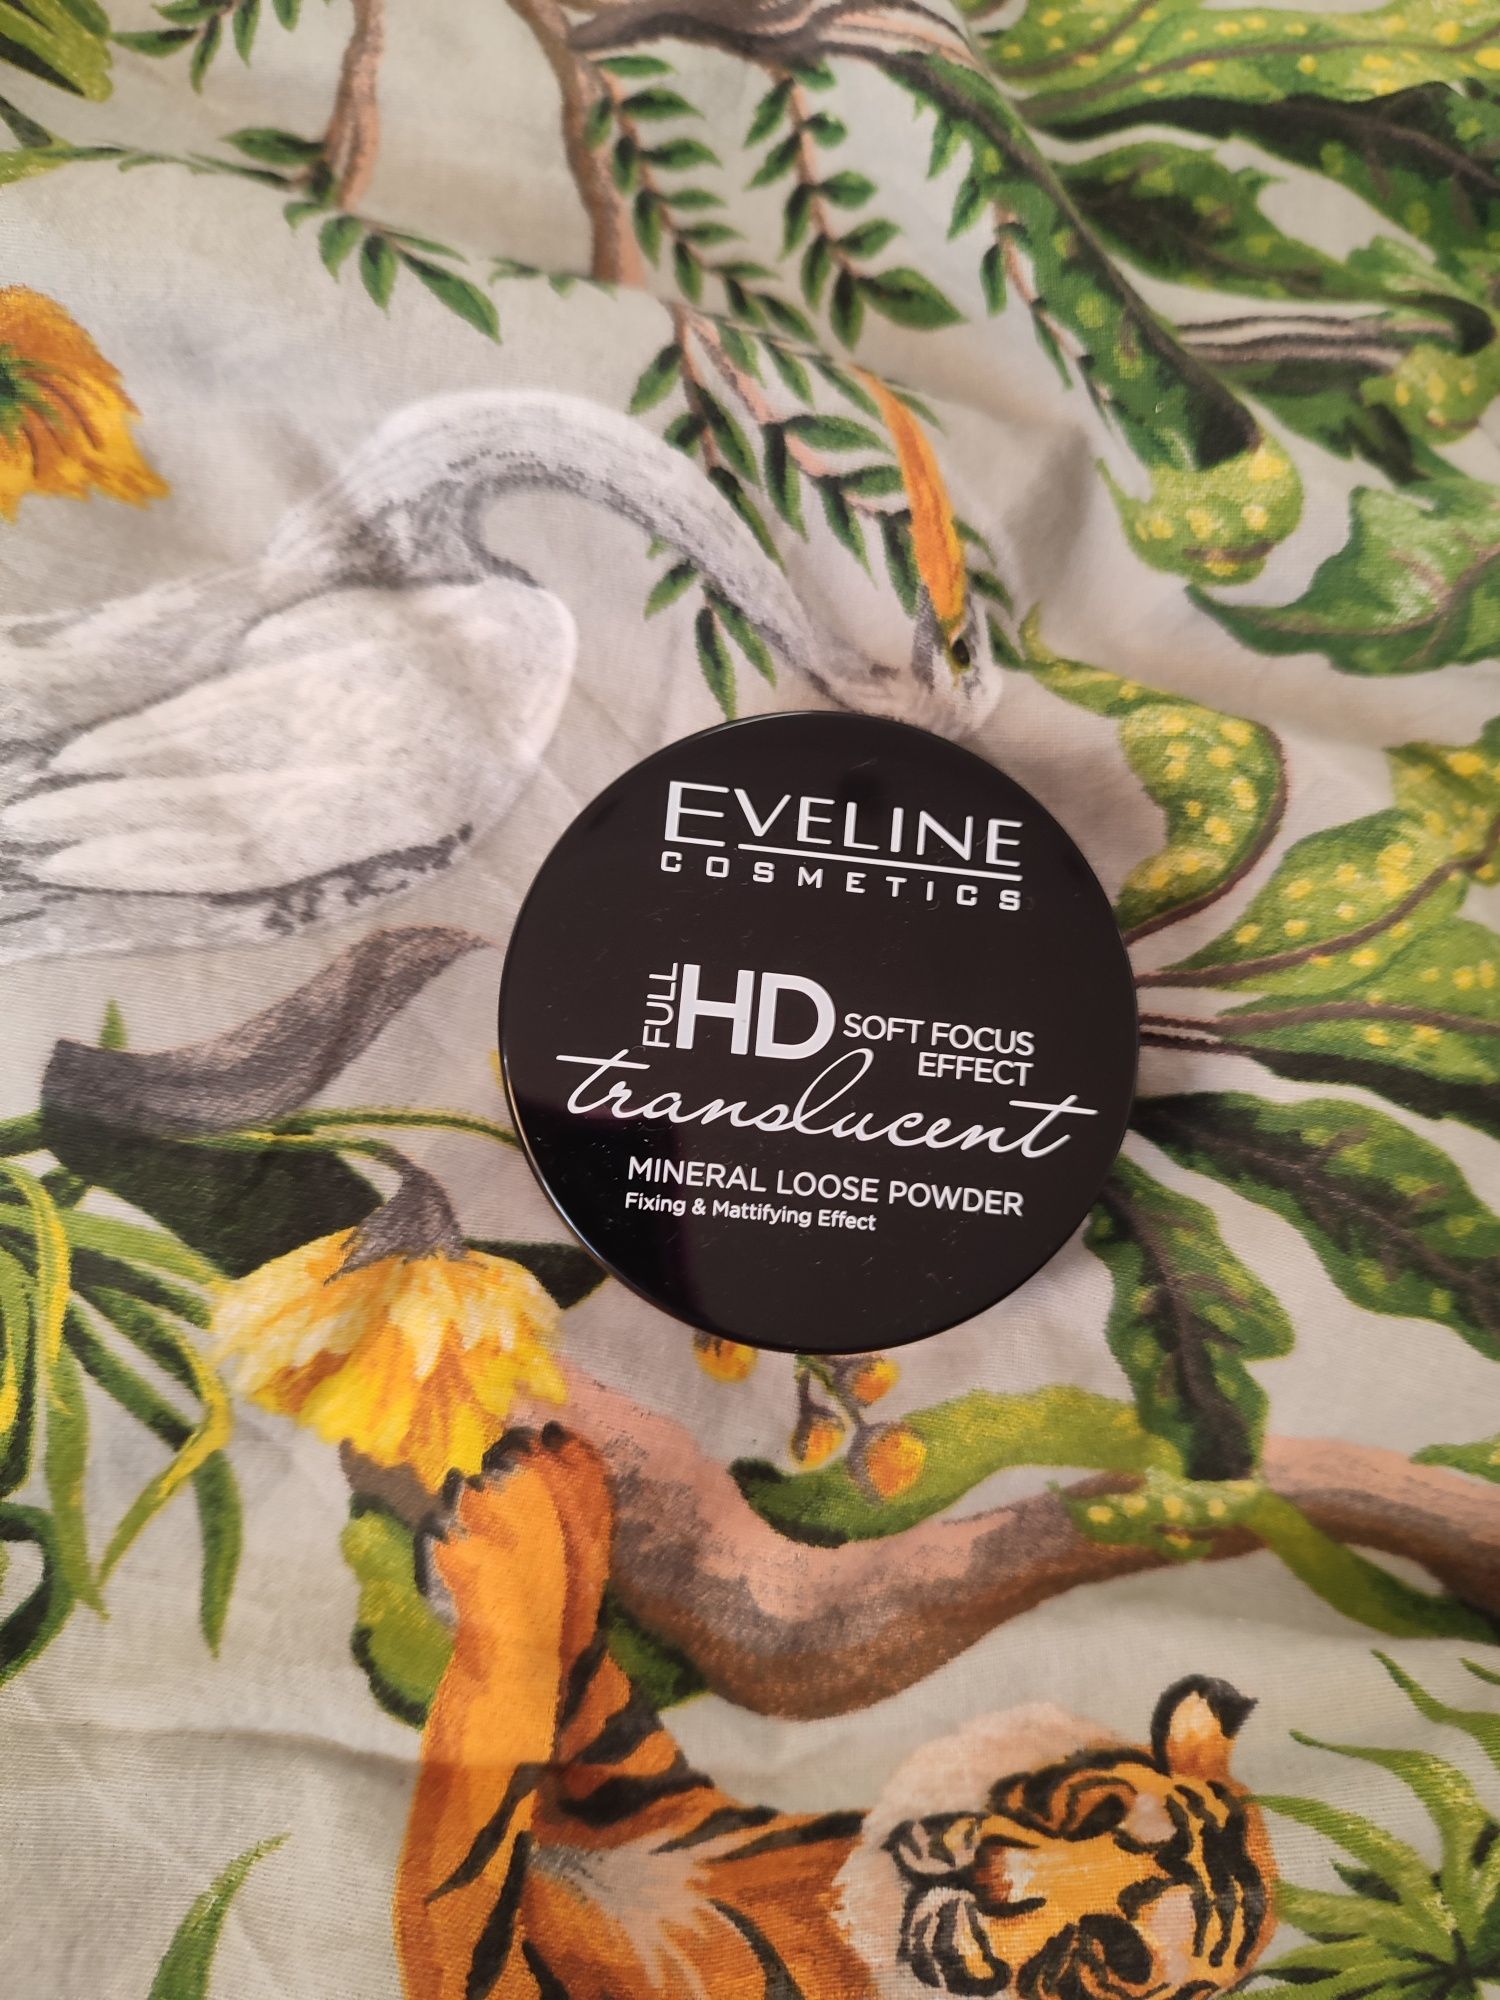 EVELINE
COSMETICS
FULL HD SOFT FOCUS
EFFECT
translucent
MINERAL LOOSE POWDER
Fixing & Mattifying Effect